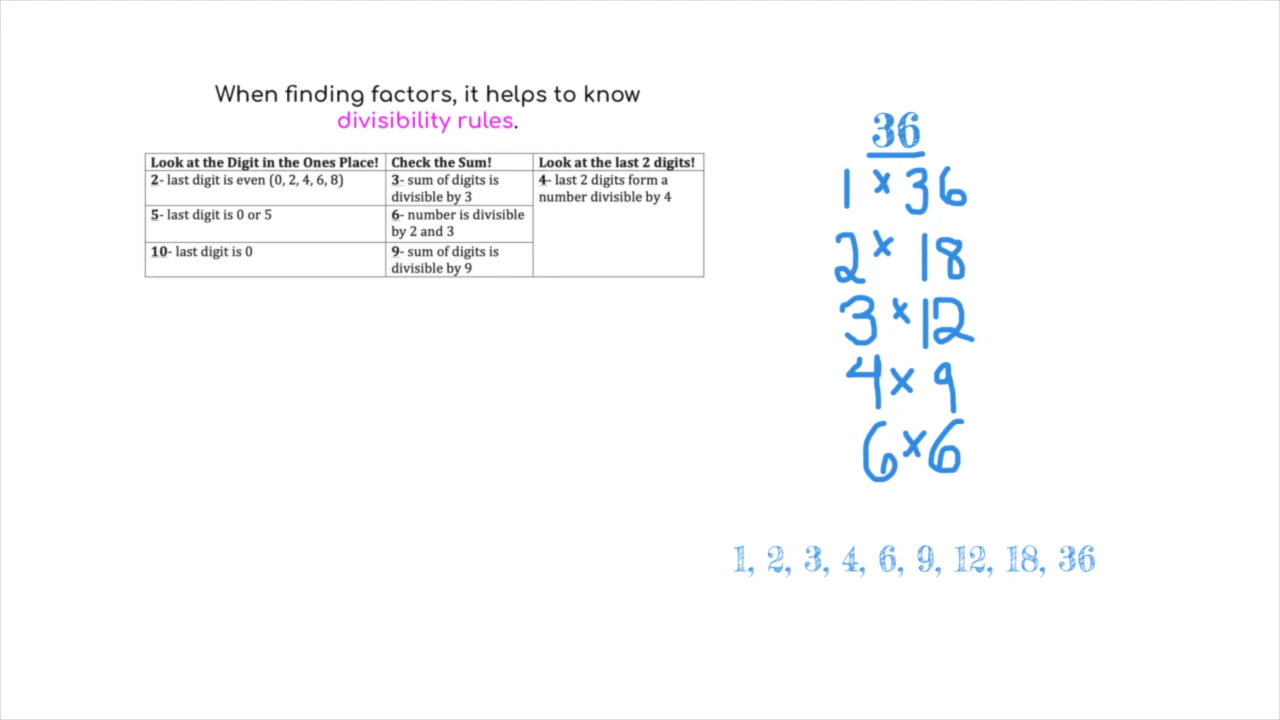 When finding factors, it helps to know
divisibility rules.
Look at the Digit in the Ones Place! Check the Sum! Look at the last 2 digits!
2- last digit is even (0, 2, 4, 6, 8) 3- sum of digits is divisible by 3 4- last 2 digits form a number divisible by 4
5- last digit is 0 or 5 6- number is divisible by 2 and 3
10- last digit is 0 9- sum of digits is divisible by 9
36
1 × 36
2 × 18
3 × 12
4 × 9
6 × 6
1, 2, 3, 4, 6, 9, 12, 18, 36